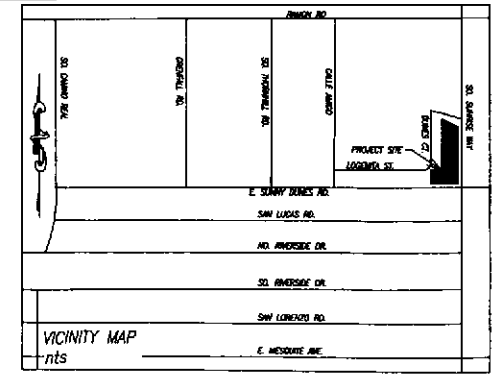 RAMON RD
SO. CAMINO REAL
GRENFALL RD.
SO. THORNHILL RD.
CALLE AMIGO
DUNES CT.
SO. SUNRISE WAY
PROJECT SITE
LOGENITA ST.
E. SUNNY DUNES RD.
SAN LUCAS RD.
NO. RIVERSIDE DR.
SO. RIVERSIDE DR.
SAN LORENZO RD.
E. MESQUITE AVE.
VICINITY MAP
nts